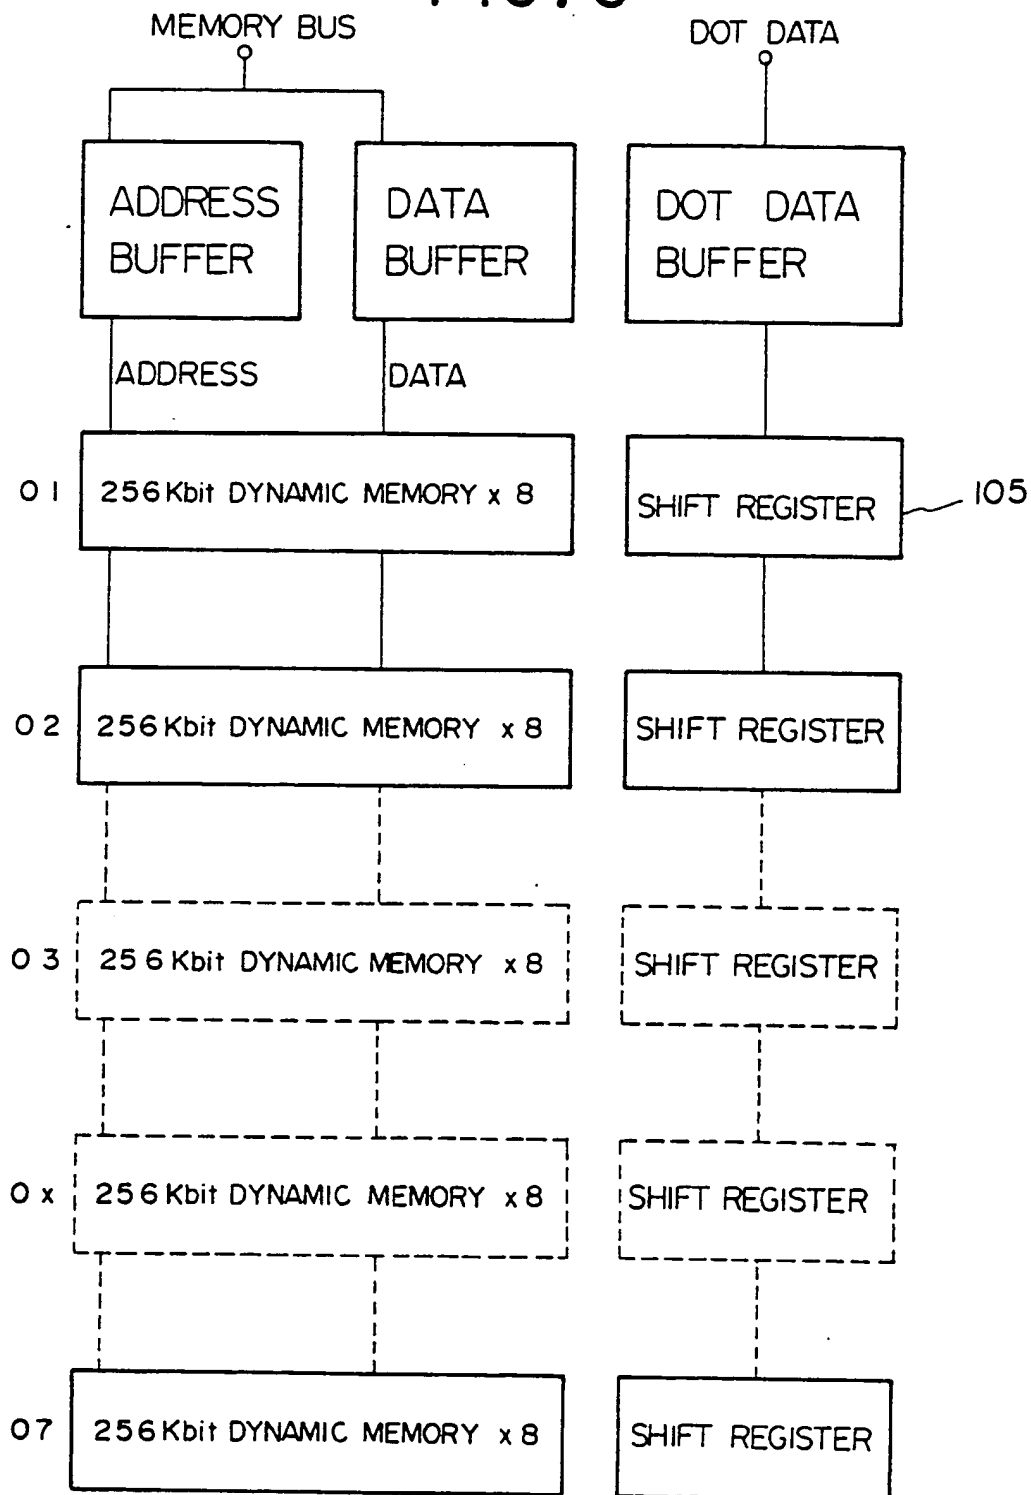 MEMORY BUS
DOT DATA
ADDRESS
BUFFER
DATA
BUFFER
DOT DATA
BUFFER
ADDRESS
DATA
01
256Kbit DYNAMIC MEMORY x 8
SHIFT REGISTER
105
02
256Kbit DYNAMIC MEMORY x 8
SHIFT REGISTER
03
256Kbit DYNAMIC MEMORY x 8
SHIFT REGISTER
0x
256Kbit DYNAMIC MEMORY x 8
SHIFT REGISTER
07
256Kbit DYNAMIC MEMORY x 8
SHIFT REGISTER